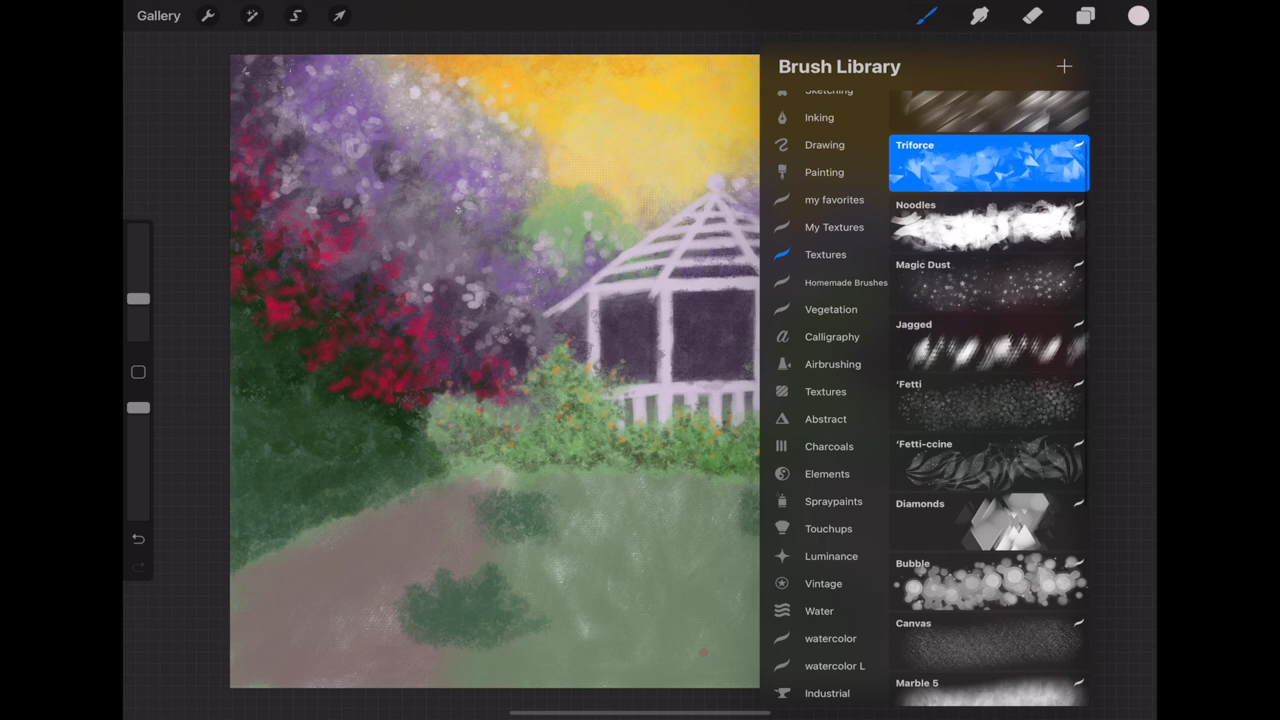 Gallery
Brush Library
Sketching
Inking
Drawing
Painting
my favorites
My Textures
Textures
Homemade Brushes
Vegetation
Calligraphy
Airbrushing
Textures
Abstract
Charcoals
Elements
Spraypaints
Touchups
Luminance
Vintage
Water
watercolor
watercolor L
Industrial
Triforce
Noodles
Magic Dust
Jagged
‘Fetti
‘Fetti-ccine
Diamonds
Bubble
Canvas
Marble 5